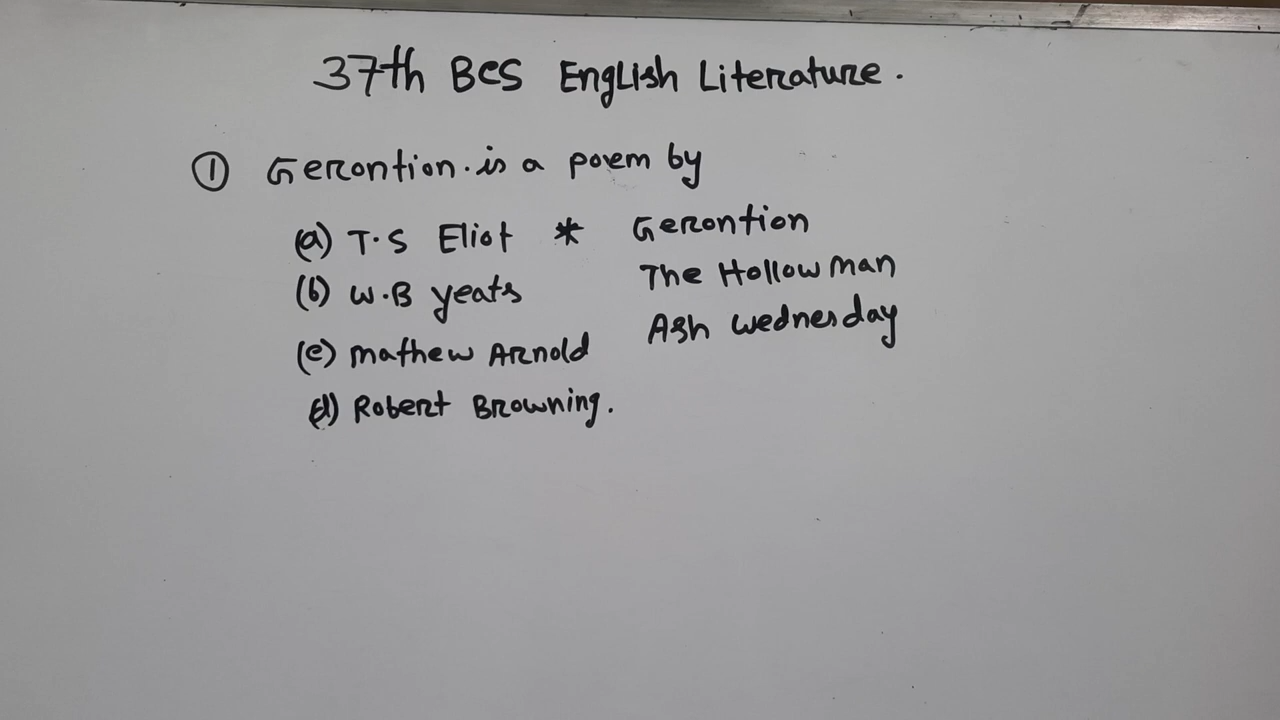 37th BCS English Literature.
① Gerontion. is a poem by
(a) T.S Eliot * Gerontion
(b) W.B yeats The Hollow man
(c) mathew Arnold Ash wednesday
(d) Robert Browning.